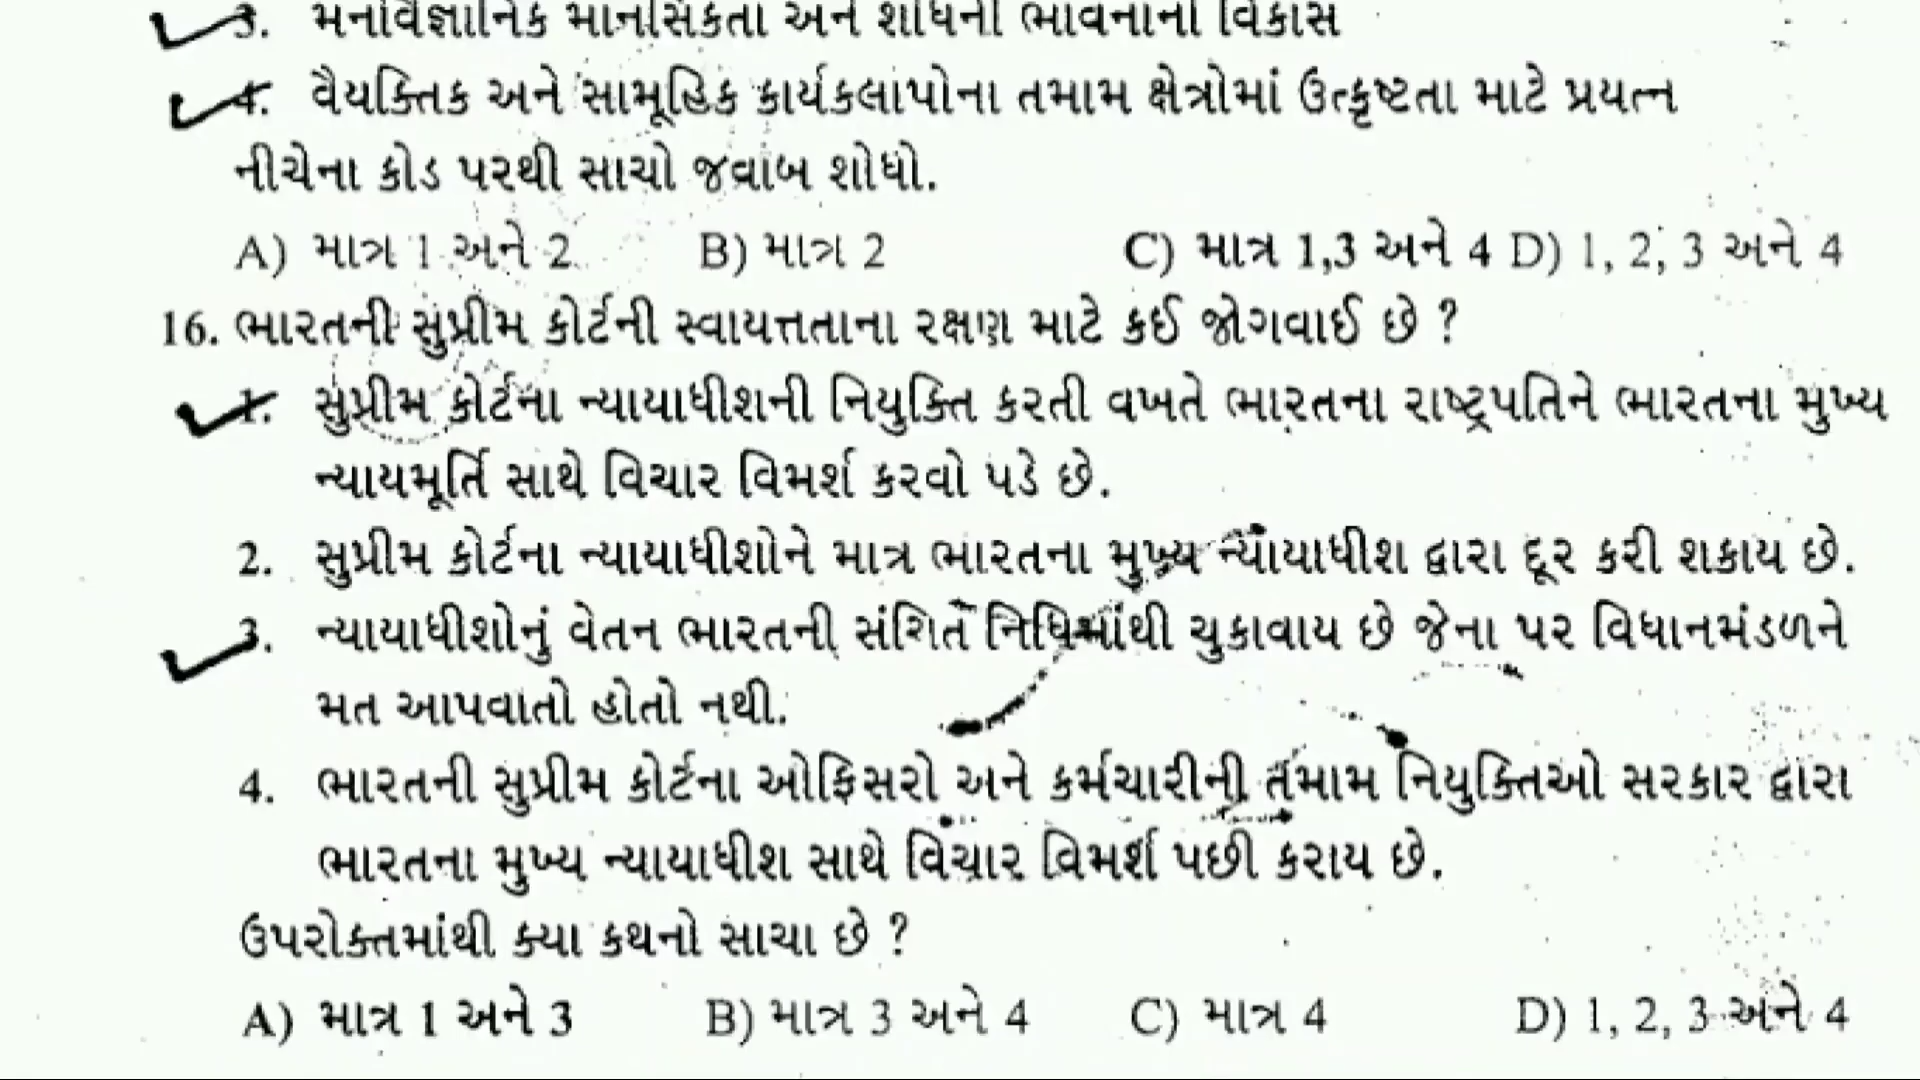 3. મનોવૈજ્ઞાનિક માનસિકતા અને શોધની ભાવનાનો વિકાસ
4. વૈયક્તિક અને સામૂહિક કાર્યકલાપોના તમામ ક્ષેત્રોમાં ઉત્કૃષ્ટતા માટે પ્રયત્ન
નીચેના કોડ પરથી સાચો જવાબ શોધો.
A) માત્ર 1 અને 2 B) માત્ર 2 C) માત્ર 1,3 અને 4 D) 1, 2, 3 અને 4
16. ભારતની સુપ્રીમ કોર્ટની સ્વાયત્તતાના રક્ષણ માટે કઈ જોગવાઈ છે ?
1. સુપ્રીમ કોર્ટના ન્યાયાધીશની નિયુક્તિ કરતી વખતે ભારતના રાષ્ટ્રપતિને ભારતના મુખ્ય
ન્યાયમૂર્તિ સાથે વિચાર વિમર્શ કરવો પડે છે.
2. સુપ્રીમ કોર્ટના ન્યાયાધીશોને માત્ર ભારતના મુખ્ય ન્યાયાધીશ દ્વારા દૂર કરી શકાય છે.
3. ન્યાયાધીશોનું વેતન ભારતની સંચિત નિધિમાંથી ચુકાવાય છે જેના પર વિધાનમંડળને
મત આપવાતો હોતો નથી.
4. ભારતની સુપ્રીમ કોર્ટના ઓફિસરો અને કર્મચારીની તમામ નિયુક્તિઓ સરકાર દ્વારા
ભારતના મુખ્ય ન્યાયાધીશ સાથે વિચાર વિમર્શ પછી કરાય છે.
ઉપરોક્તમાંથી ક્યા કથનો સાચા છે ?
A) માત્ર 1 અને 3 B) માત્ર 3 અને 4 C) માત્ર 4 D) 1, 2, 3 અને 4